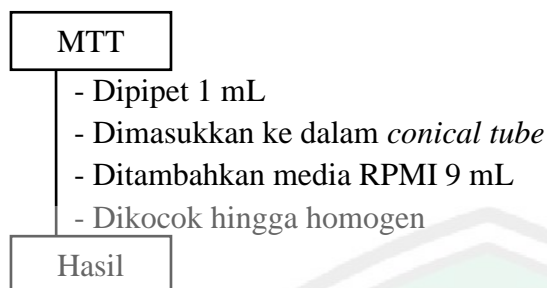 MTT
- Dipipet 1 mL
- Dimasukkan ke dalam conical tube
- Ditambahkan media RPMI 9 mL
- Dikocok hingga homogen
Hasil